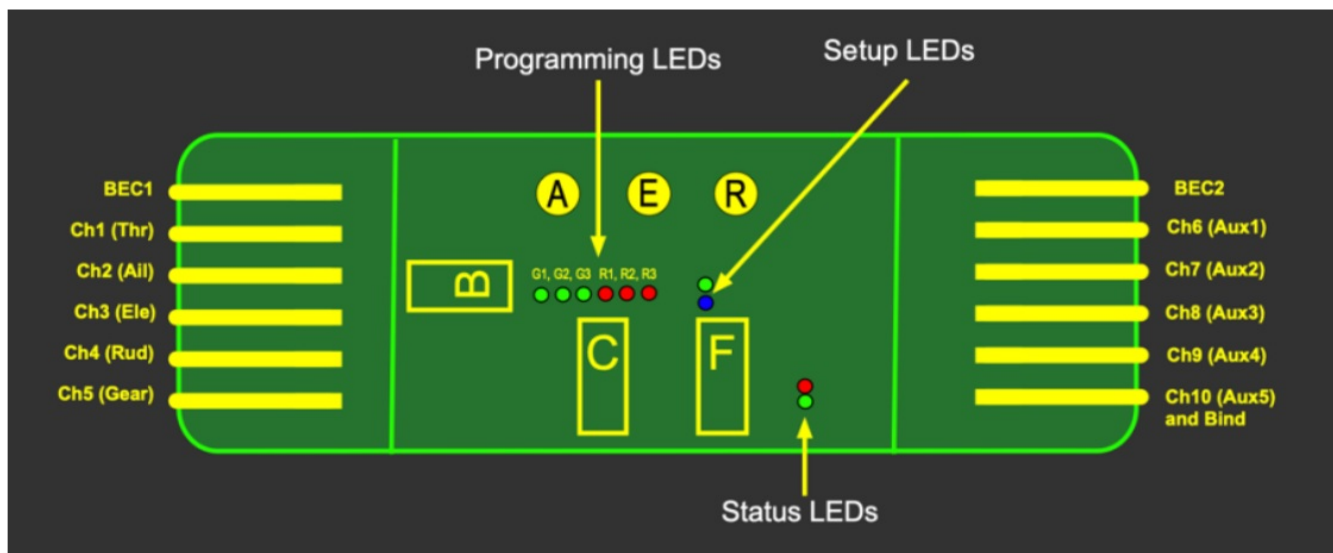 Programming LEDs
Setup LEDs
BEC1
Ch1 (Thr)
Ch2 (Ail)
Ch3 (Ele)
Ch4 (Rud)
Ch5 (Gear)
A E R
B
G1, G2, G3 R1, R2, R3
C
F
BEC2
Ch6 (Aux1)
Ch7 (Aux2)
Ch8 (Aux3)
Ch9 (Aux4)
Ch10 (Aux5)
and Bind
Status LEDs